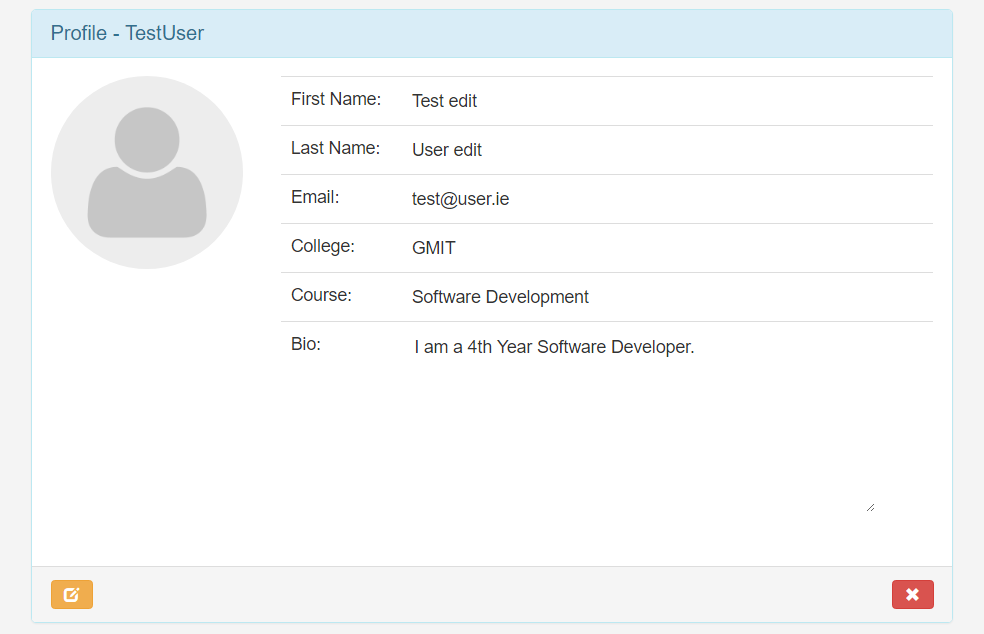 Profile - TestUser
First Name: Test edit
Last Name: User edit
Email: test@user.ie
College: GMIT
Course: Software Development
Bio: I am a 4th Year Software Developer.